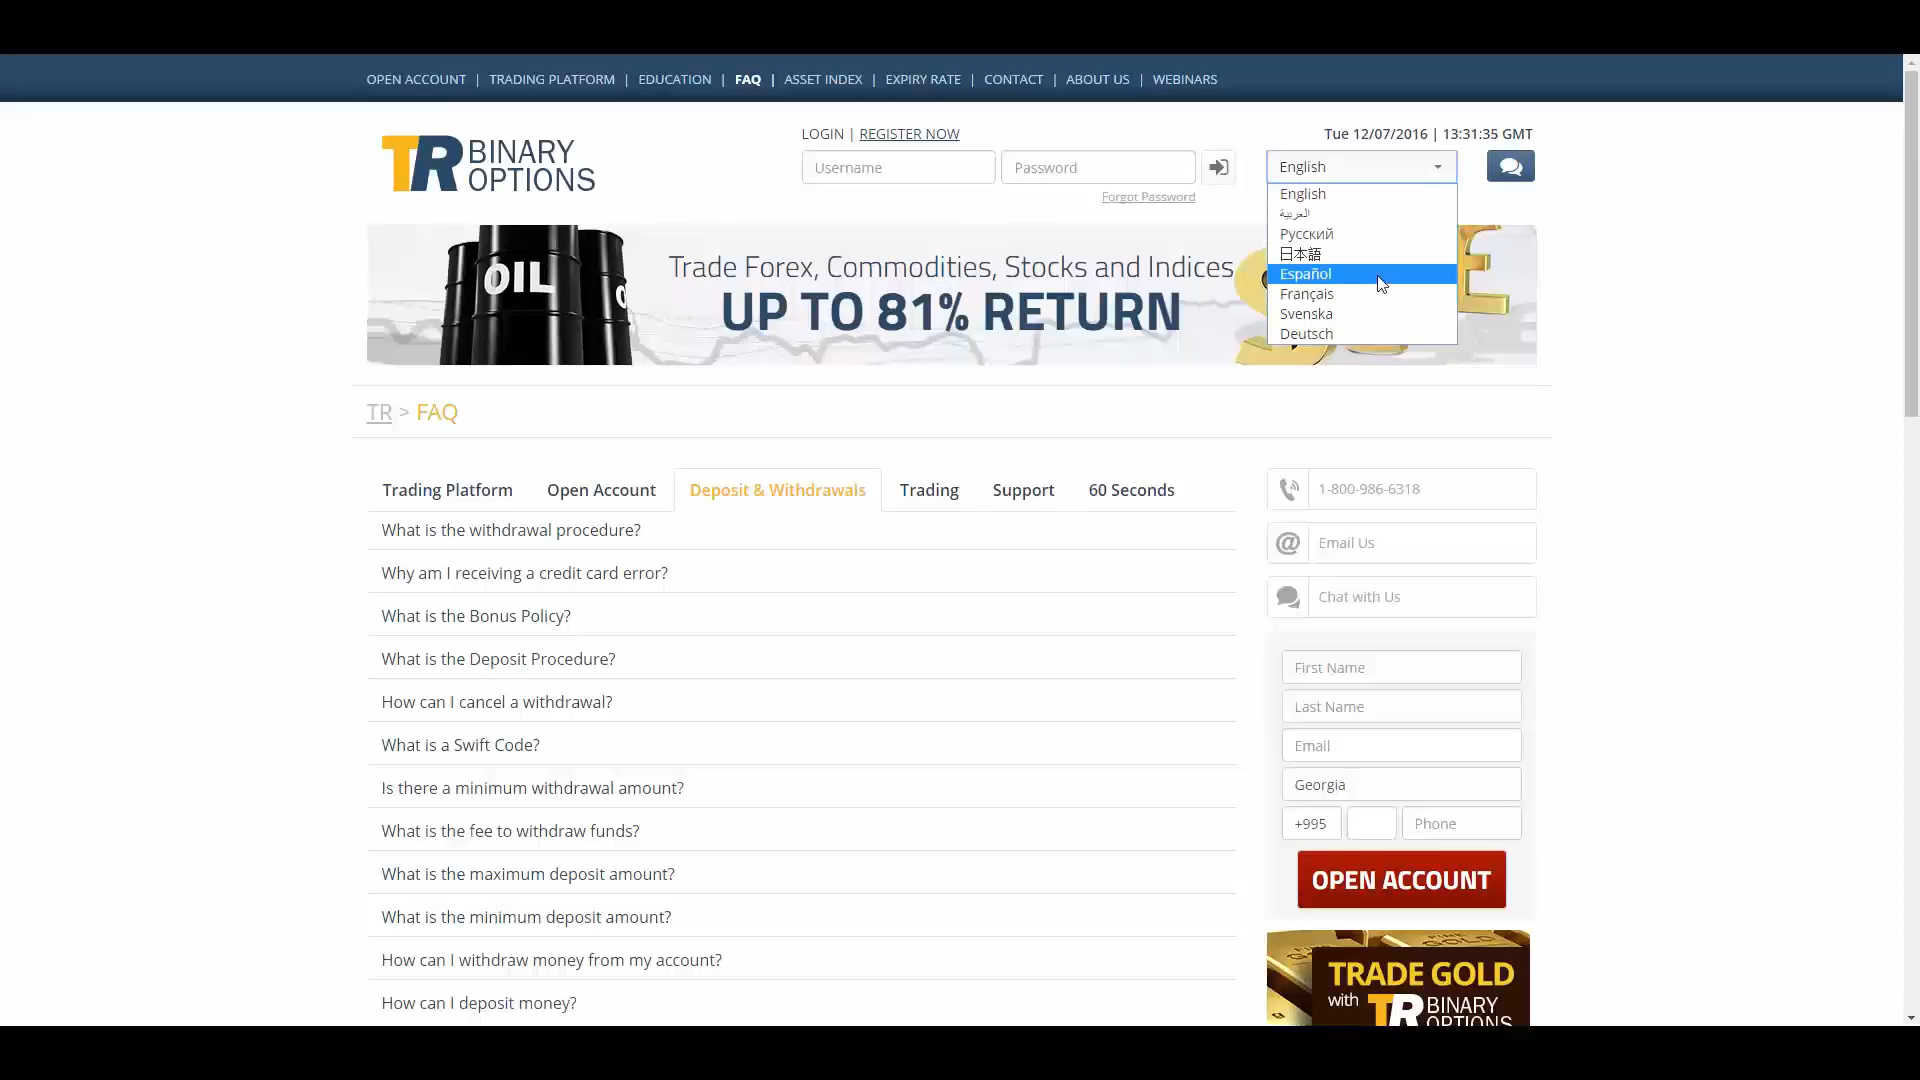 OPEN ACCOUNT | TRADING PLATFORM | EDUCATION | FAQ | ASSET INDEX | EXPIRY RATE | CONTACT | ABOUT US | WEBINARS
TR BINARY
OPTIONS
LOGIN | REGISTER NOW
Tue 12/07/2016 | 13:31:35 GMT
Username
Password
Forgot Password
English
English
العربية
Русский
日本語
Español
Français
Svenska
Deutsch
OIL
Trade Forex, Commodities, Stocks and Indices
UP TO 81% RETURN
TR > FAQ
Trading Platform
Open Account
Deposit & Withdrawals
Trading
Support
60 Seconds
What is the withdrawal procedure?
Why am I receiving a credit card error?
What is the Bonus Policy?
What is the Deposit Procedure?
How can I cancel a withdrawal?
What is a Swift Code?
Is there a minimum withdrawal amount?
What is the fee to withdraw funds?
What is the maximum deposit amount?
What is the minimum deposit amount?
How can I withdraw money from my account?
How can I deposit money?
1-800-986-6318
Email Us
Chat with Us
First Name
Last Name
Email
Georgia
+995
Phone
OPEN ACCOUNT
TRADE GOLD
with TR BINARY
OPTIONS